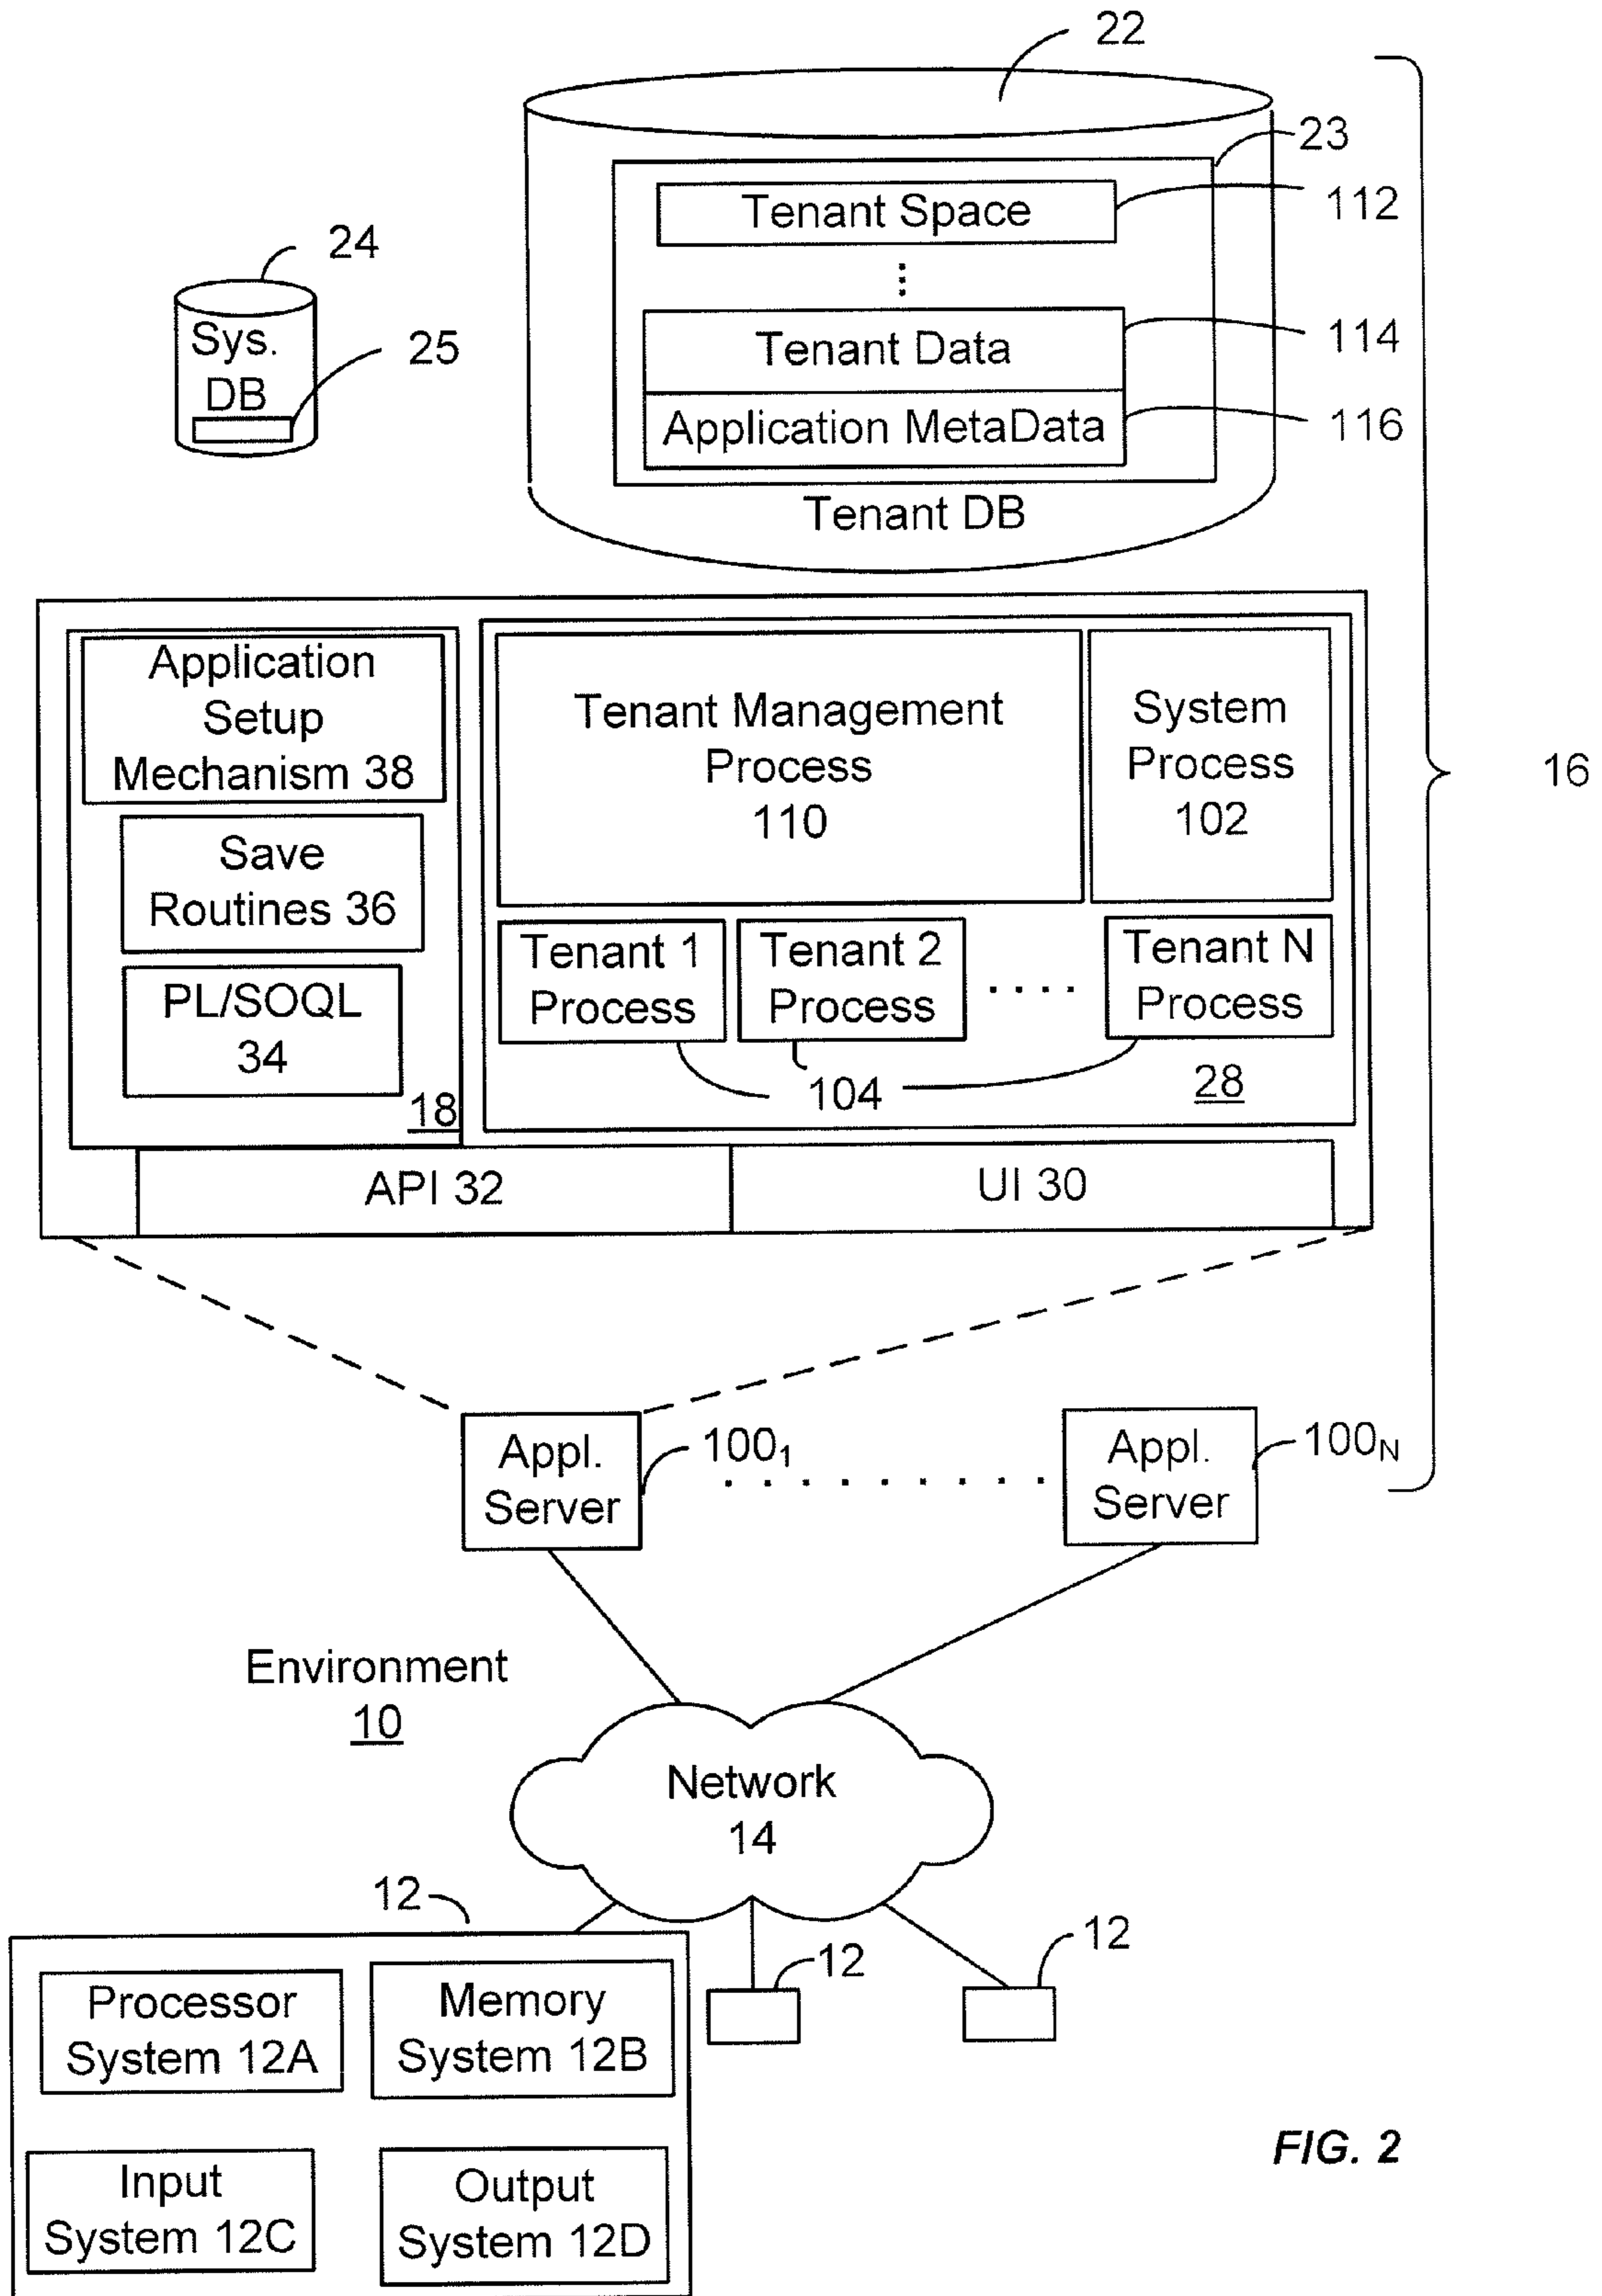 22
23
Tenant Space
112
24
Sys.
DB
25
Tenant Data
114
Application MetaData
116
Tenant DB
Application
Setup
Mechanism 38
Tenant Management
Process
110
System
Process
102
16
Save
Routines 36
Tenant 1
Process
Tenant 2
Process
....
Tenant N
Process
PL/SOQL
34
18
104
28
API 32
UI 30
Appl.
Server
100₁
.........
Appl.
Server
100N
Environment
10
Network
14
12
12
12
Processor
System 12A
Memory
System 12B
Input
System 12C
Output
System 12D
FIG. 2